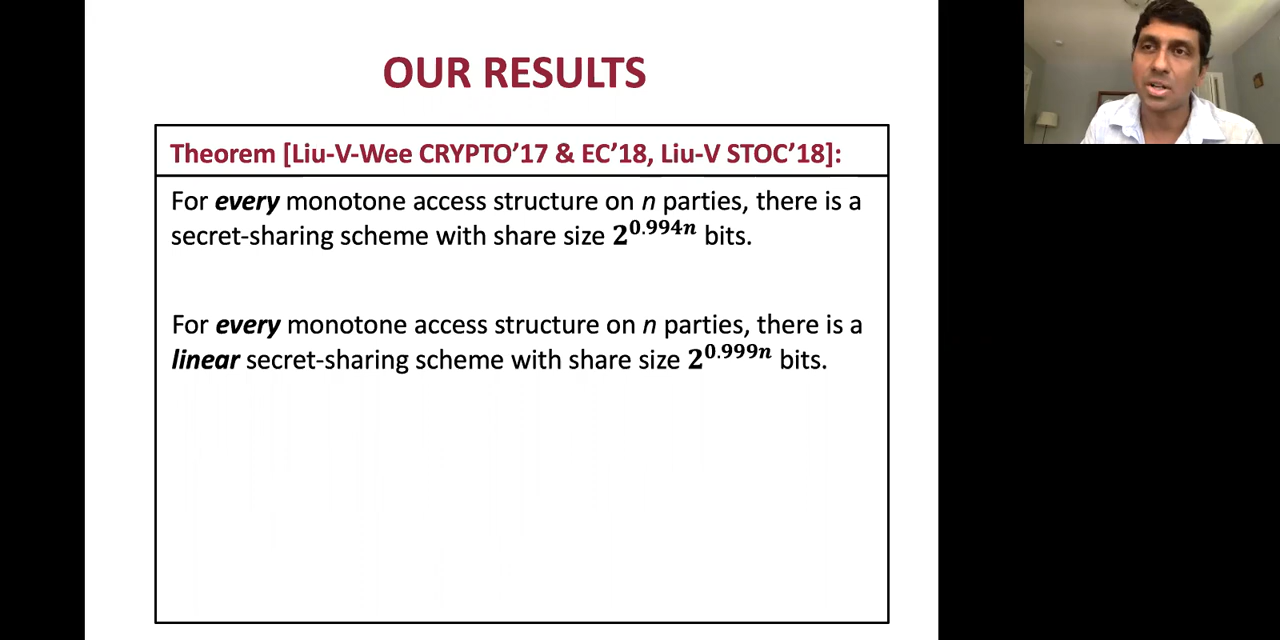 OUR RESULTS
Theorem [Liu-V-Wee CRYPTO'17 & EC'18, Liu-V STOC'18]:
For every monotone access structure on n parties, there is a
secret-sharing scheme with share size 2^0.994n bits.
For every monotone access structure on n parties, there is a
linear secret-sharing scheme with share size 2^0.999n bits.